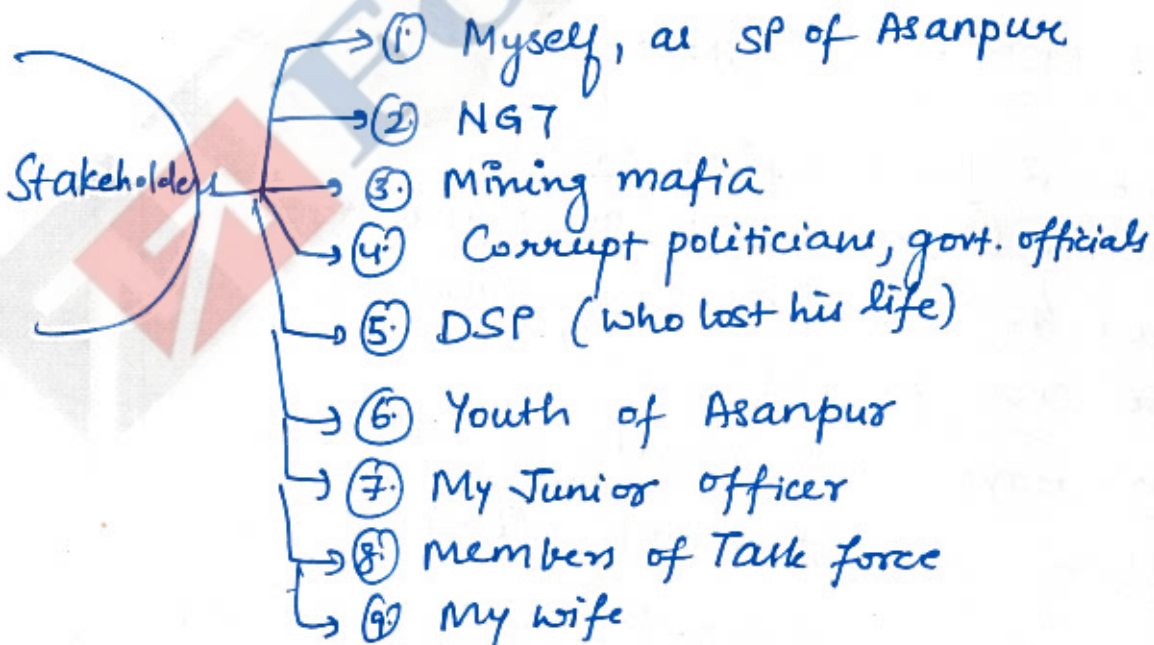 ① Myself, as SP of Asanpur
② NGT
Stakeholders ③ Mining mafia
④ Corrupt politicians, govt. officials
⑤ DSP (who lost his life)
⑥ Youth of Asanpur
⑦ My Junior officer
⑧ Members of Task force
⑨ My wife